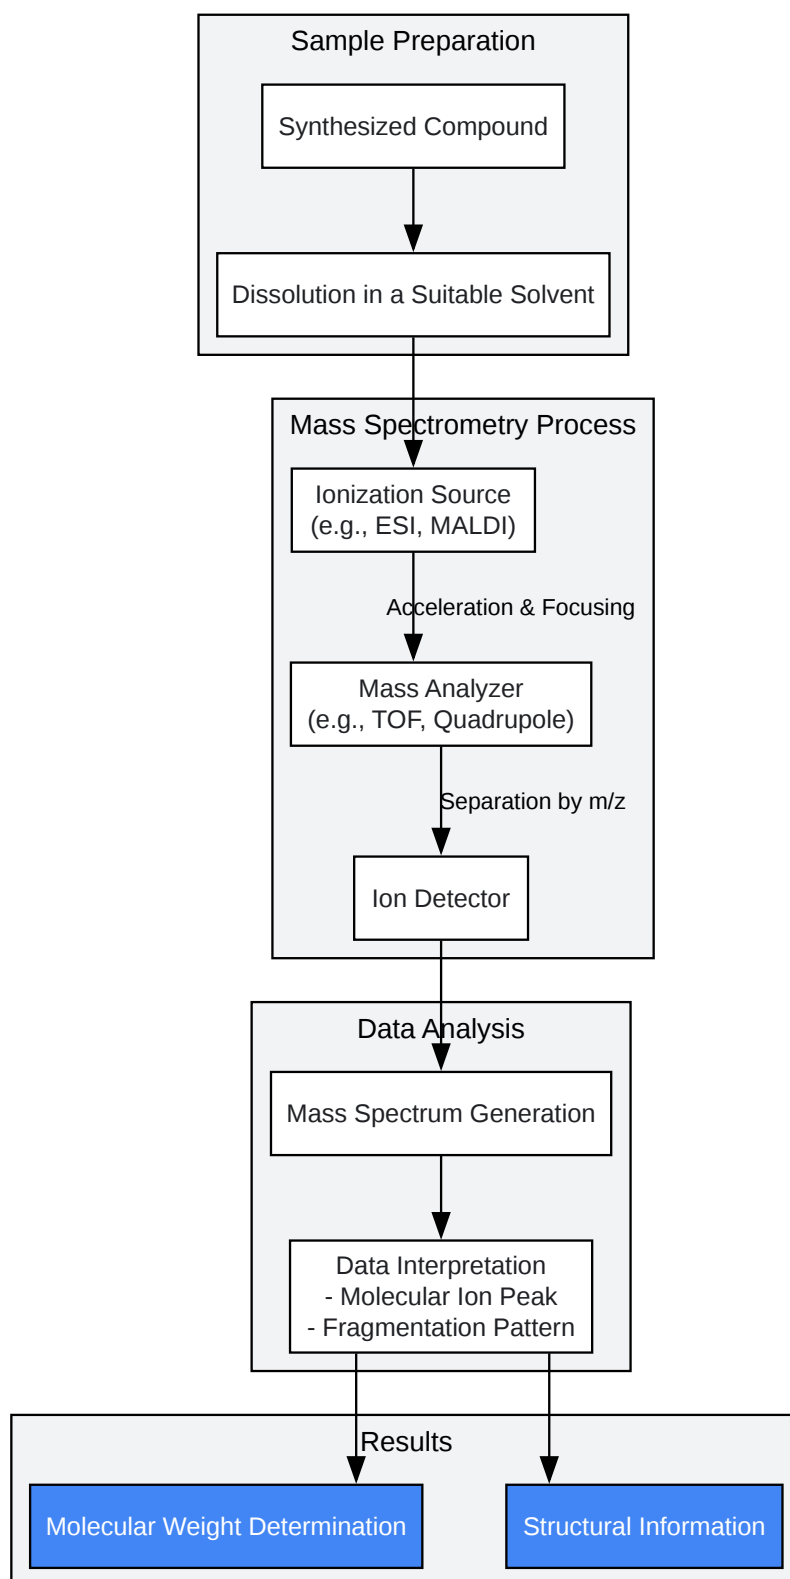 Sample Preparation
Synthesized Compound
Dissolution in a Suitable Solvent
Mass Spectrometry Process
Ionization Source
(e.g., ESI, MALDI)
Acceleration & Focusing
Mass Analyzer
(e.g., TOF, Quadrupole)
Separation by m/z
Ion Detector
Data Analysis
Mass Spectrum Generation
Data Interpretation
- Molecular Ion Peak
- Fragmentation Pattern
Results
Molecular Weight Determination
Structural Information